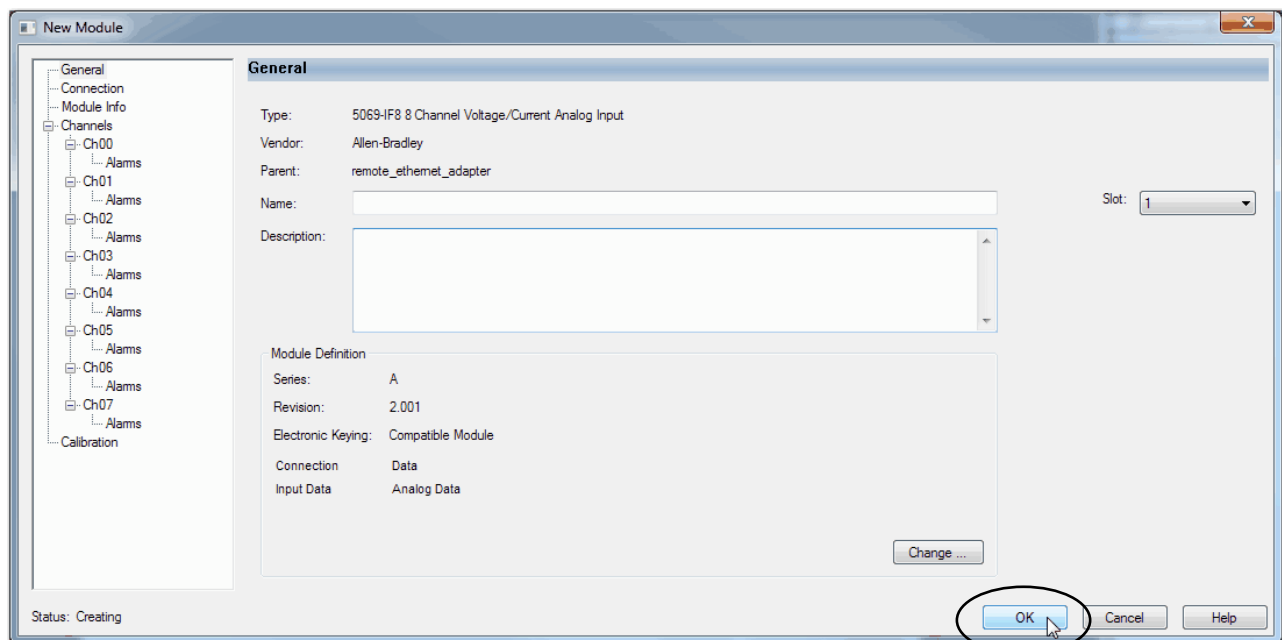 New Module
General
Connection
Module Info
Channels
Ch00
Alarms
Ch01
Alarms
Ch02
Alarms
Ch03
Alarms
Ch04
Alarms
Ch05
Alarms
Ch06
Alarms
Ch07
Alarms
Calibration
General
Type: 5069-IF8 8 Channel Voltage/Current Analog Input
Vendor: Allen-Bradley
Parent: remote_ethernet_adapter
Name:
Slot: 1
Description:
Module Definition
Series: A
Revision: 2.001
Electronic Keying: Compatible Module
Connection Data
Input Data Analog Data
Change ...
Status: Creating
OK Cancel Help